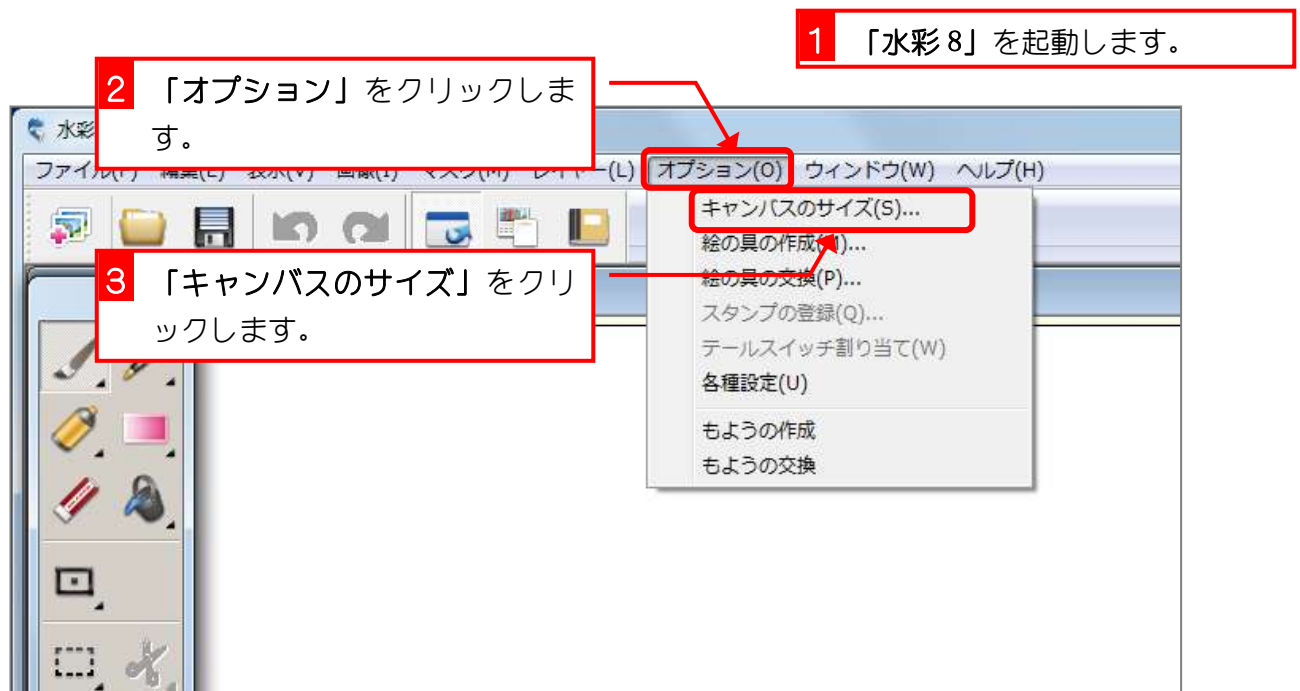 1 「水彩 8」を起動します。
2 「オプション」をクリックしま
す。
水彩
ファイル(F) 編集(E) 表示(V) 画像(I) マスク(M) レイヤー(L) オプション(O) ウィンドウ(W) ヘルプ(H)
キャンバスのサイズ(S)...
絵の具の作成(M)...
3 「キャンバスのサイズ」をクリ
ックします。
絵の具の交換(P)...
スタンプの登録(Q)...
テールスイッチ割り当て(W)
各種設定(U)
もようの作成
もようの交換